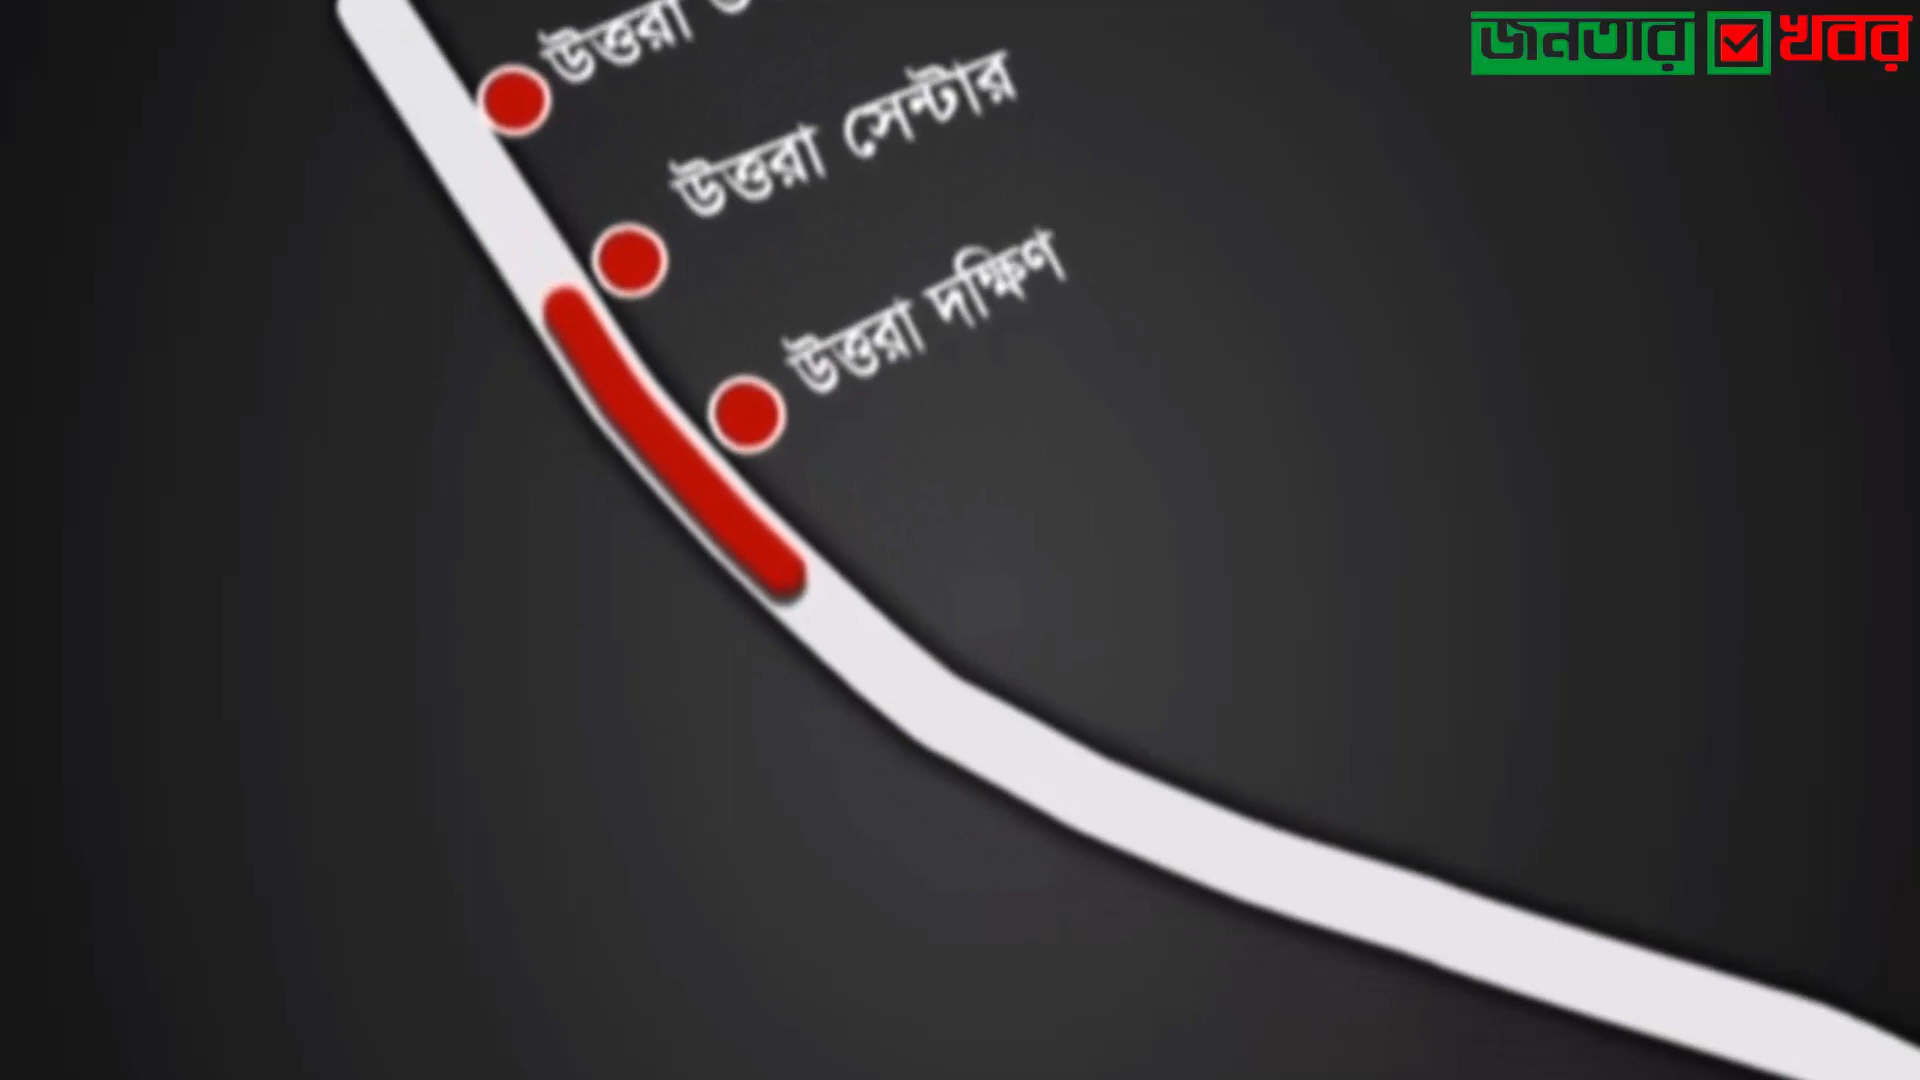 জনতার খবর
উত্তরা
উত্তরা সেন্টার
উত্তরা দক্ষিণ